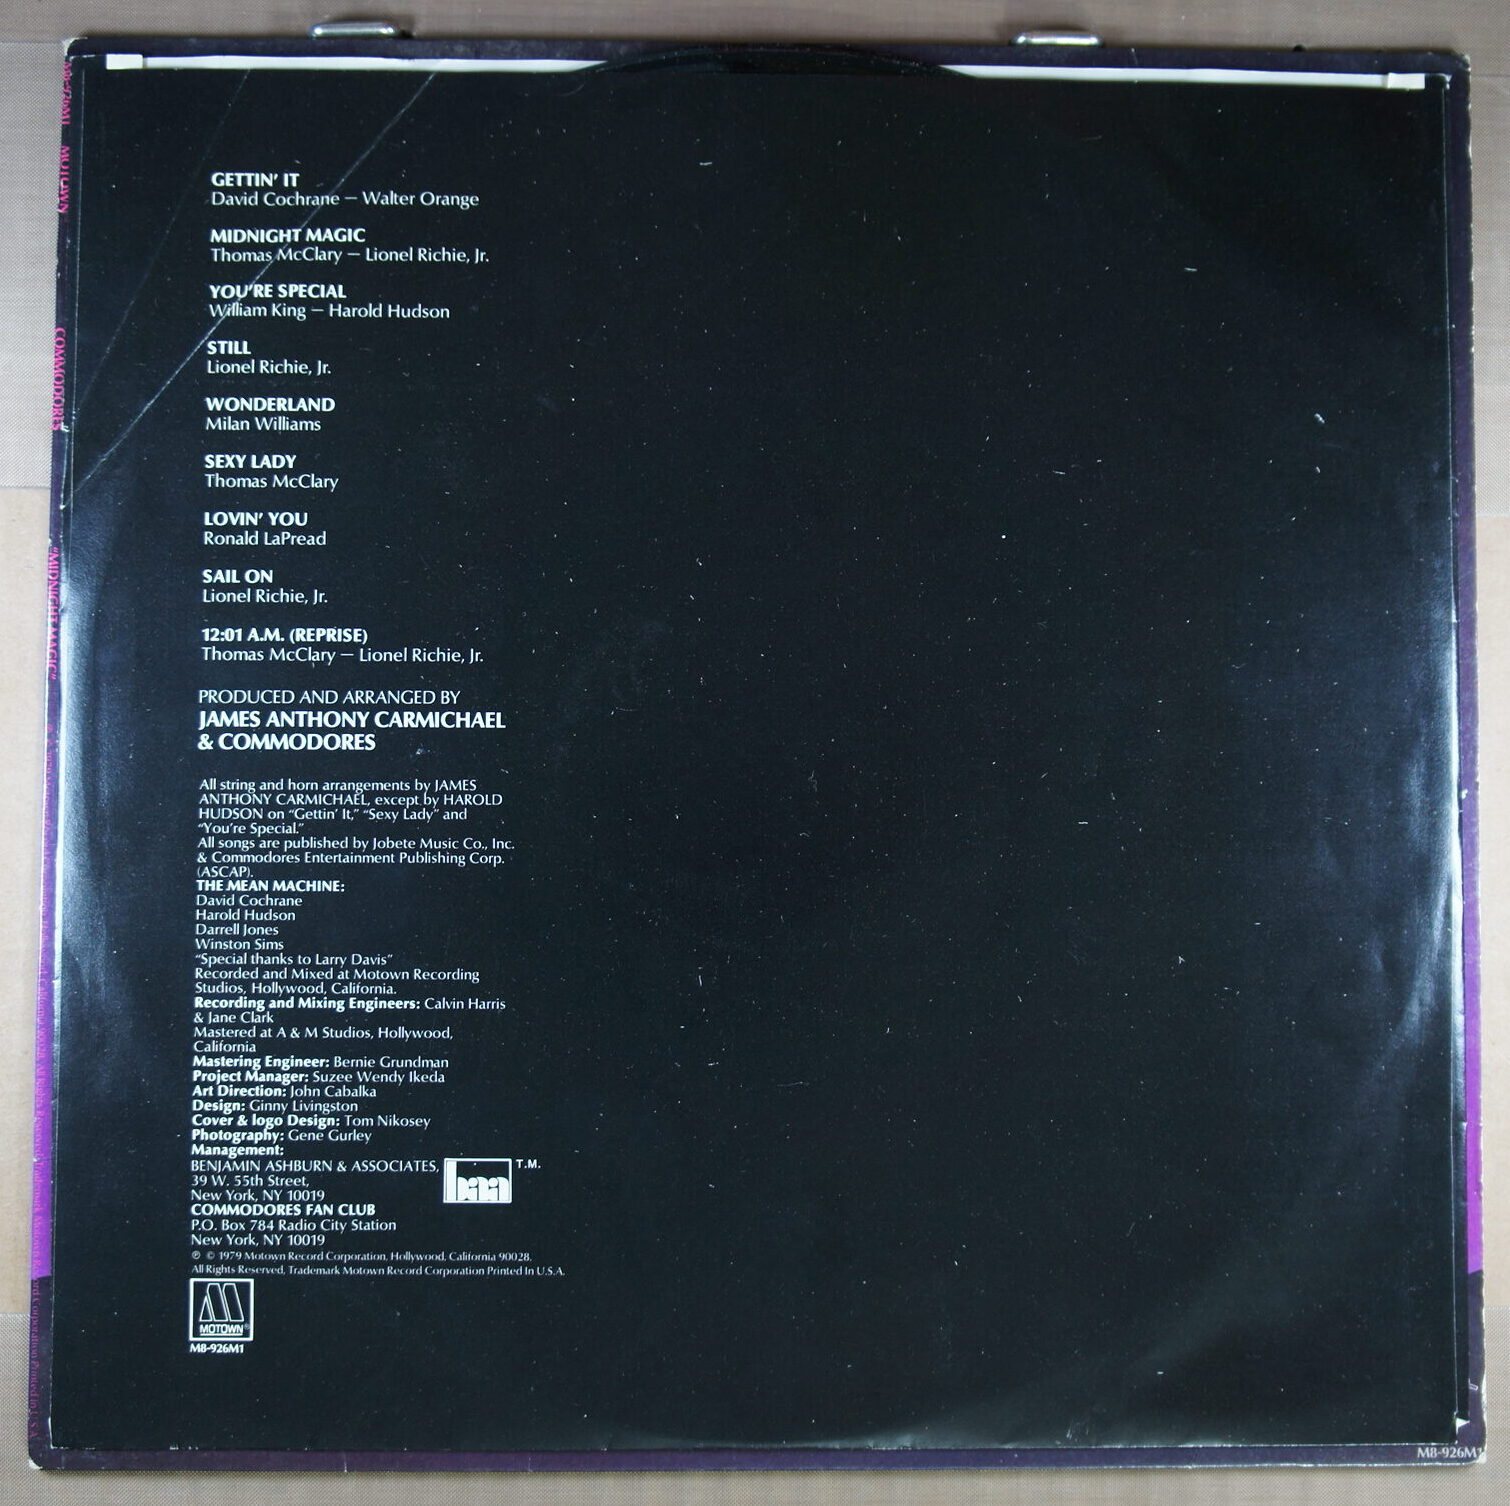 GETTIN' IT
David Cochrane — Walter Orange
MIDNIGHT MAGIC
Thomas McClary — Lionel Richie, Jr.
YOU'RE SPECIAL
William King — Harold Hudson
STILL
Lionel Richie, Jr.
WONDERLAND
Milan Williams
SEXY LADY
Thomas McClary
LOVIN' YOU
Ronald LaPread
SAIL ON
Lionel Richie, Jr.
12:01 A.M. (REPRISE)
Thomas McClary — Lionel Richie, Jr.
PRODUCED AND ARRANGED BY
JAMES ANTHONY CARMICHAEL
& COMMODORES
All string and horn arrangements by JAMES
ANTHONY CARMICHAEL, except by HAROLD
HUDSON on "Gettin' It," "Sexy Lady" and
"You're Special."
All songs are published by Jobete Music Co., Inc.
& Commodores Entertainment Publishing Corp.
(ASCAP).
THE MEAN MACHINE:
David Cochrane
Harold Hudson
Darrell Jones
Winston Sims
"Special thanks to Larry Davis"
Recorded and Mixed at Motown Recording
Studios, Hollywood, California.
Recording and Mixing Engineers: Calvin Harris
& Jane Clark
Mastered at A & M Studios, Hollywood,
California
Mastering Engineer: Bernie Grundman
Project Manager: Suzee Wendy Ikeda
Art Direction: John Cabalka
Design: Ginny Livingston
Cover & logo Design: Tom Nikosey
Photography: Gene Gurley
Management:
BENJAMIN ASHBURN & ASSOCIATES,
39 W. 55th Street,
New York, NY 10019
baa T.M.
COMMODORES FAN CLUB
P.O. Box 784 Radio City Station
New York, NY 10019
℗ © 1979 Motown Record Corporation, Hollywood, California 90028.
All Rights Reserved, Trademark Motown Record Corporation Printed In U.S.A.
MOTOWN®
M8-926M1
MOTOWN
COMMODORES
"MIDNIGHT MAGIC"
M8-926M1